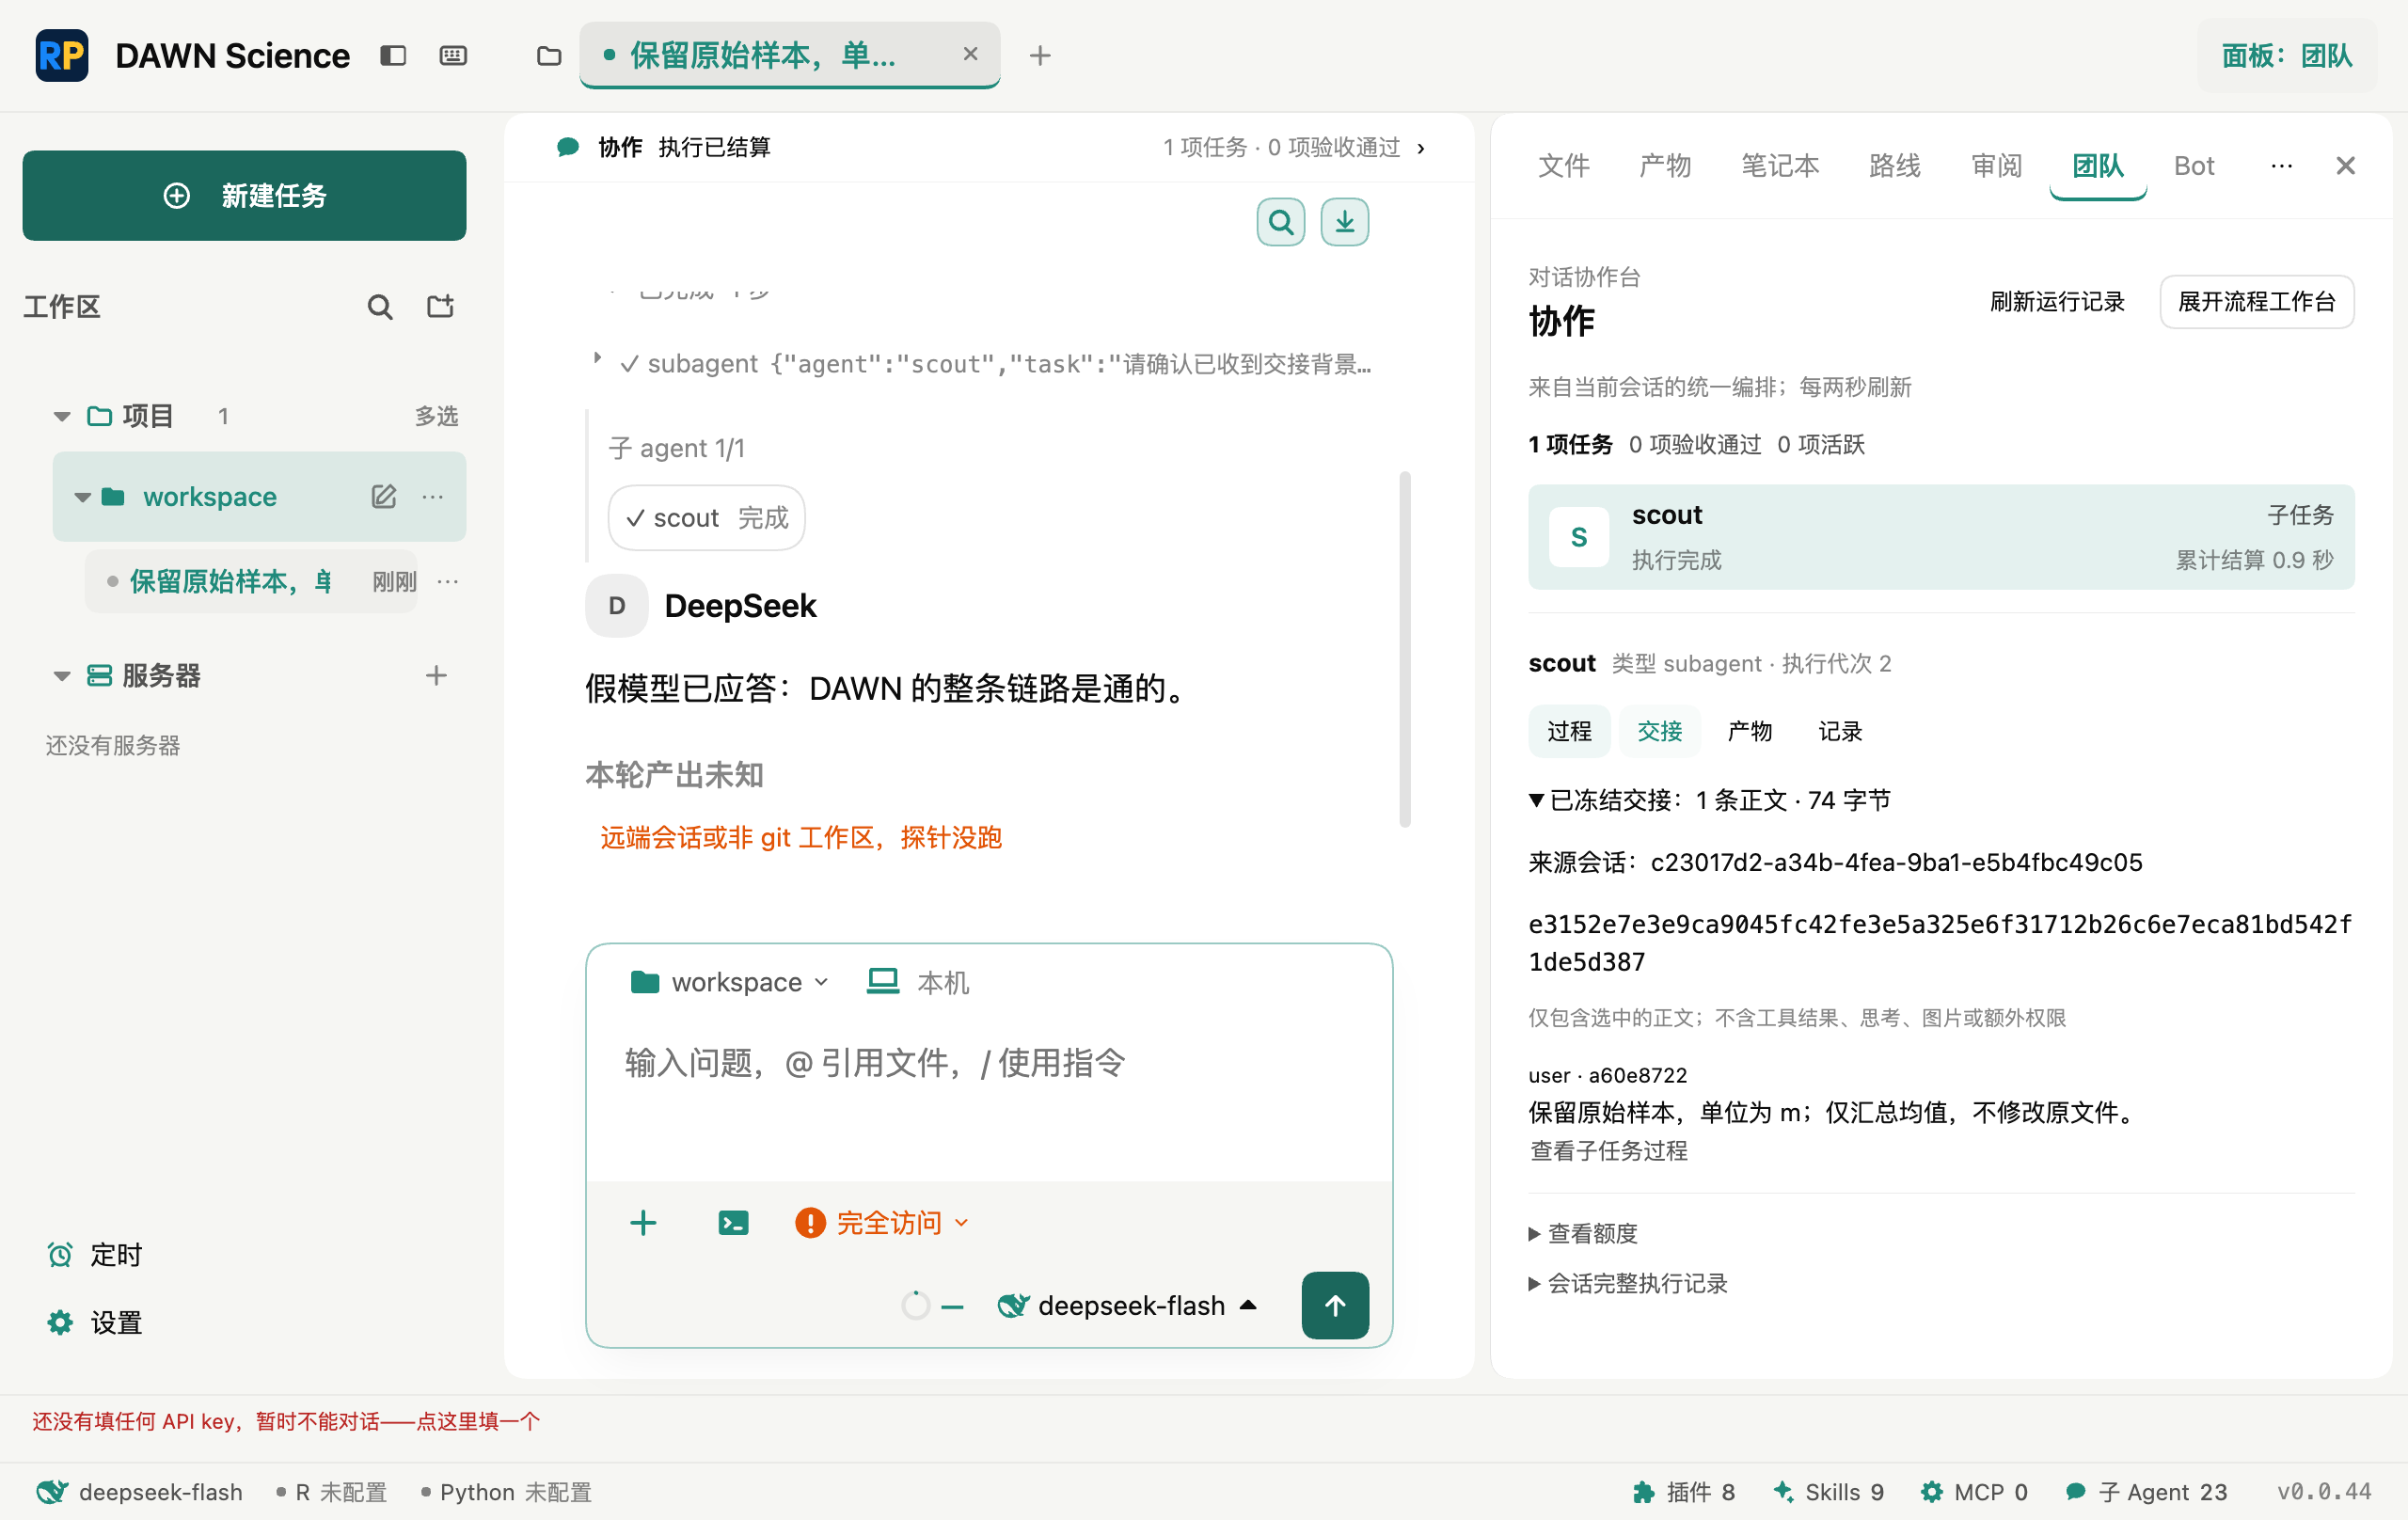 RP DAWN Science
保留原始样本，单...
面板：团队
新建任务
工作区
项目 1 多选
workspace ...
保留原始样本， 刚刚 ...
服务器
还没有服务器
定时
设置
协作 执行已结算 1 项任务 · 0 项验收通过 ›
subagent {"agent":"scout","task":"请确认已收到交接背景…
子 agent 1/1
scout 完成
D DeepSeek
假模型已应答：DAWN 的整条链路是通的。
本轮产出未知
远端会话或非 git 工作区，探针没跑
workspace 本机
输入问题，@ 引用文件，/ 使用指令
完全访问
deepseek-flash
文件 产物 笔记本 路线 审阅 团队 Bot ...
对话协作台
协作
刷新运行记录 展开流程工作台
来自当前会话的统一编排；每两秒刷新
1 项任务 0 项验收通过 0 项活跃
S scout 子任务
执行完成 累计结算 0.9 秒
scout 类型 subagent · 执行代次 2
过程 交接 产物 记录
已冻结交接：1 条正文 · 74 字节
来源会话：c23017d2-a34b-4fea-9ba1-e5b4fbc49c05
e3152e7e3e9ca9045fc42fe3e5a325e6f31712b26c6e7eca81bd542f
1de5d387
仅包含选中的正文；不含工具结果、思考、图片或额外权限
user · a60e8722
保留原始样本，单位为 m；仅汇总均值，不修改原文件。
查看子任务过程
查看额度
会话完整执行记录
还没有填任何 API key，暂时不能对话——点这里填一个
deepseek-flash R 未配置 Python 未配置
插件 8 Skills 9 MCP 0 子 Agent 23 v0.0.44